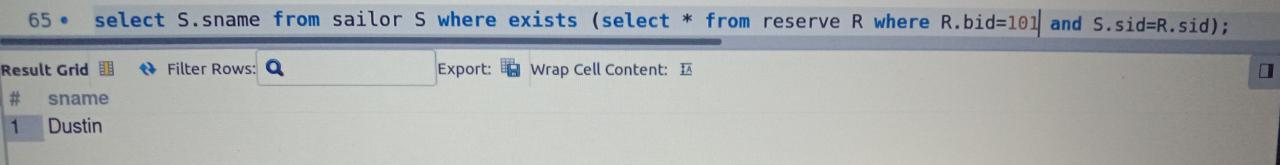 65 select S.sname from sailor S where exists (select * from reserve R where R.bid=101 and S.sid=R.sid);
Result Grid Filter Rows: Export: Wrap Cell Content: IA
# sname
1 Dustin